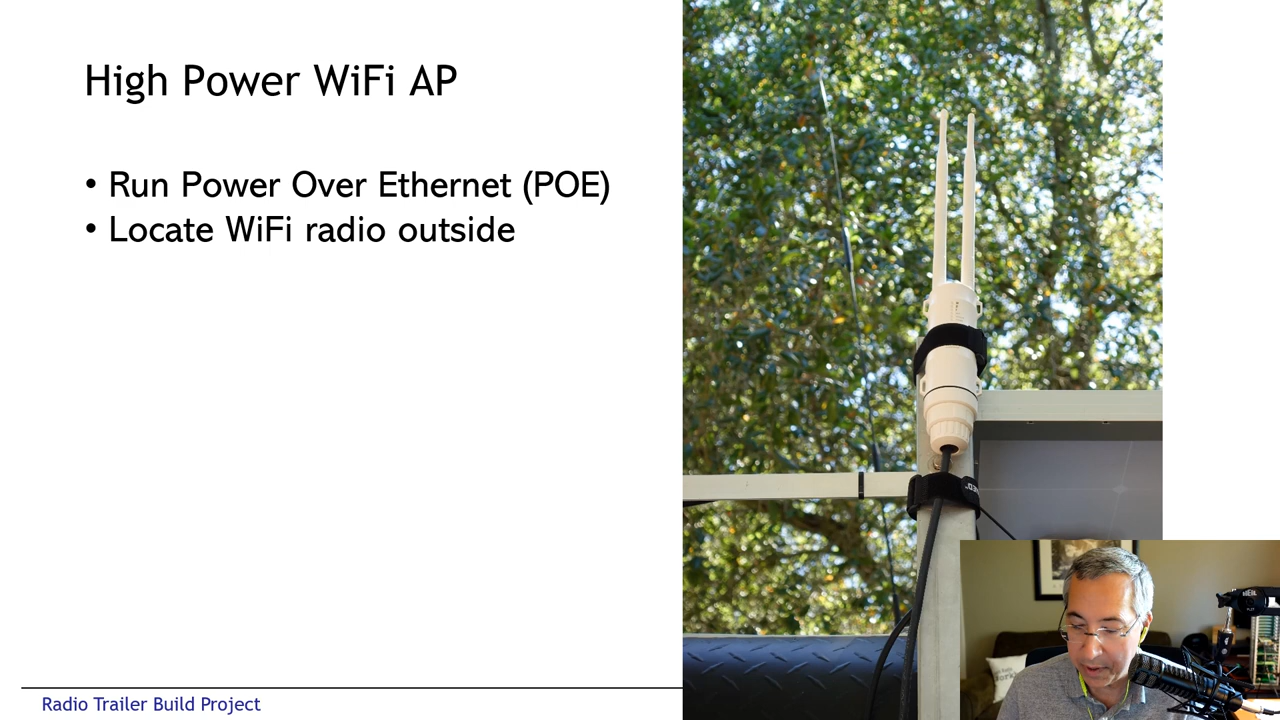 High Power WiFi AP
• Run Power Over Ethernet (POE)
• Locate WiFi radio outside
Radio Trailer Build Project